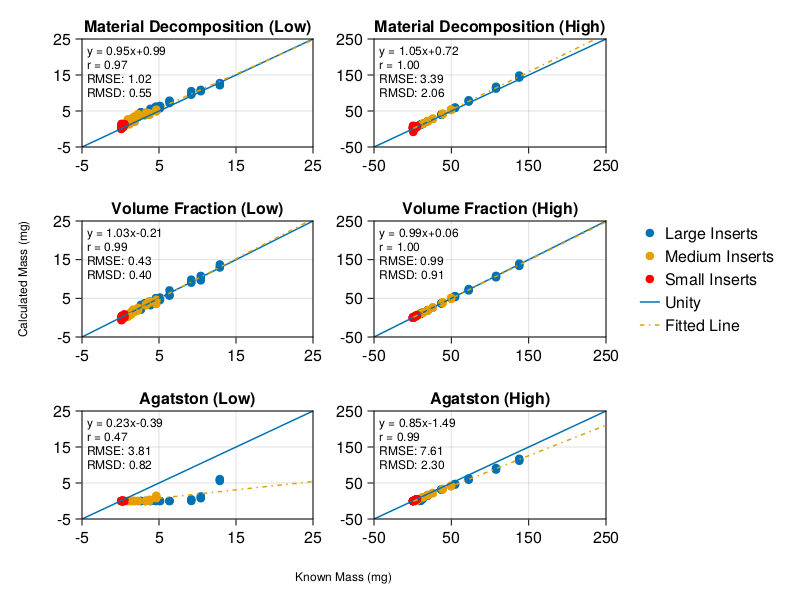 Material Decomposition (Low)
y = 0.95x+0.99
r = 0.97
RMSE: 1.02
RMSD: 0.55
25
15
5
-5
-5
5
15
25
Material Decomposition (High)
y = 1.05x+0.72
r = 1.00
RMSE: 3.39
RMSD: 2.06
250
150
50
-50
-50
50
150
250
Volume Fraction (Low)
y = 1.03x-0.21
r = 0.99
RMSE: 0.43
RMSD: 0.40
25
15
5
-5
-5
5
15
25
Volume Fraction (High)
y = 0.99x+0.06
r = 1.00
RMSE: 0.99
RMSD: 0.91
250
150
50
-50
-50
50
150
250
Agatston (Low)
y = 0.23x-0.39
r = 0.47
RMSE: 3.81
RMSD: 0.82
25
15
5
-5
-5
5
15
25
Agatston (High)
y = 0.85x-1.49
r = 0.99
RMSE: 7.61
RMSD: 2.30
250
150
50
-50
-50
50
150
250
Calculated Mass (mg)
Known Mass (mg)
Large Inserts
Medium Inserts
Small Inserts
Unity
Fitted Line